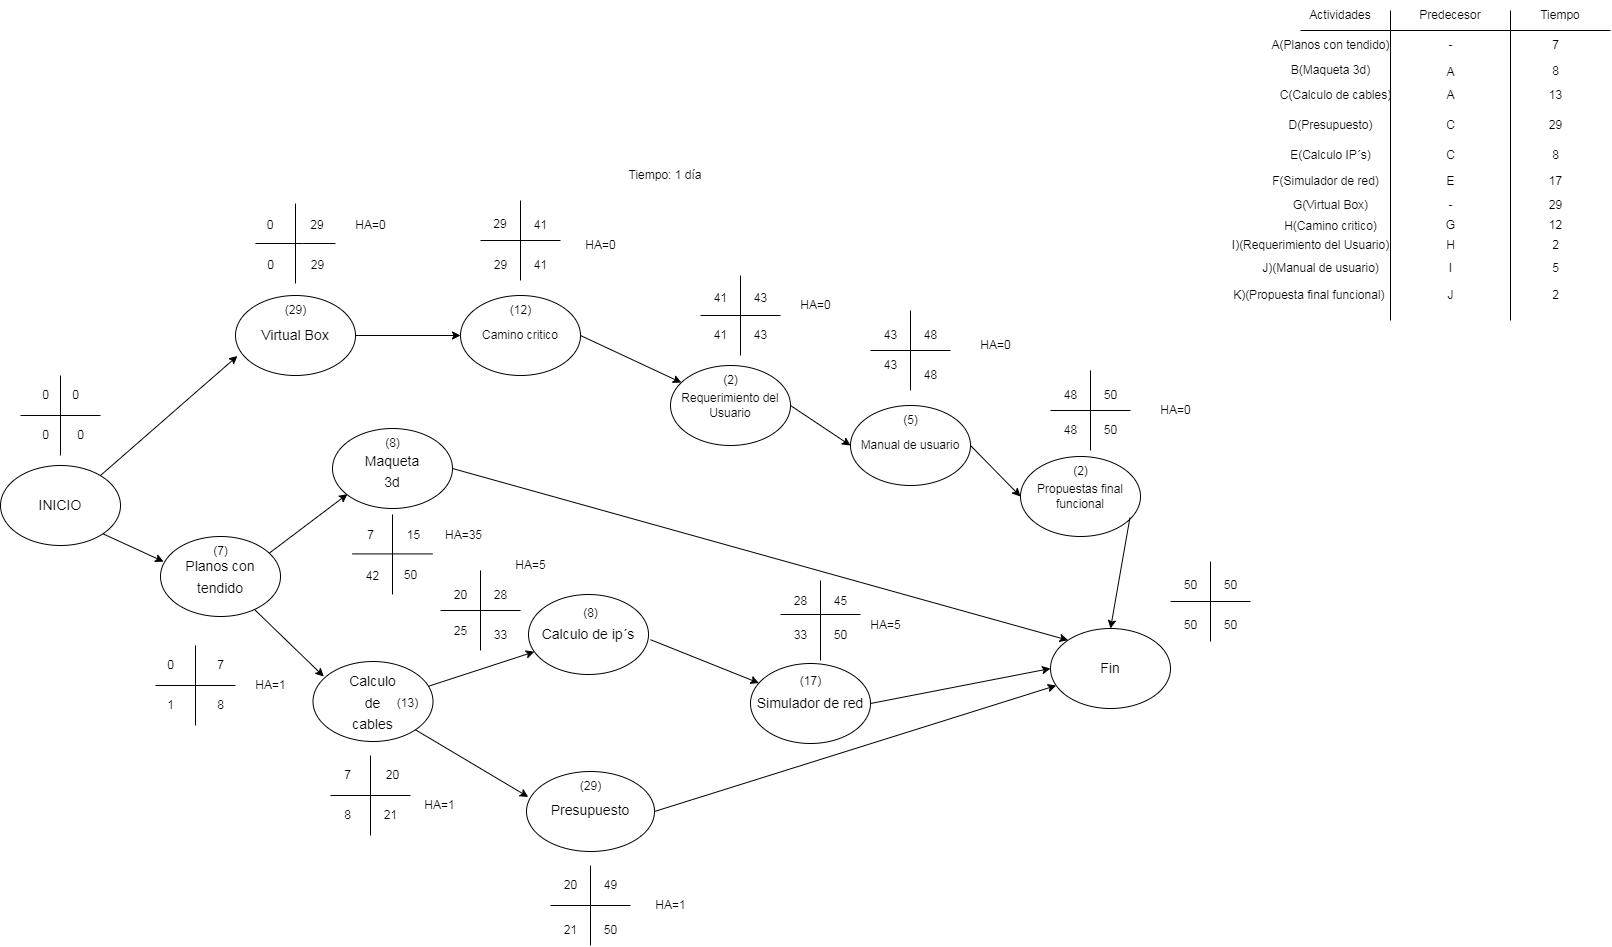 Actividades Predecesor Tiempo
A(Planos con tendido) - 7
B(Maqueta 3d) A 8
C(Calculo de cables) A 13
D(Presupuesto) C 29
E(Calculo IP´s) C 8
F(Simulador de red) E 17
G(Virtual Box) - 29
H(Camino critico) G 12
I)(Requerimiento del Usuario) H 2
J)(Manual de usuario) I 5
K)(Propuesta final funcional) J 2
Tiempo: 1 día
0 29 HA=0
0 29
(29)
Virtual Box
29 41
HA=0
29 41
(12)
Camino critico
41 43 HA=0
41 43
(2)
Requerimiento del
Usuario
43 48 HA=0
43 48
(5)
Manual de usuario
48 50 HA=0
48 50
(2)
Propuestas final
funcional
0 0
0 0
INICIO
(8)
Maqueta
3d
7 15 HA=35
42 50
(7)
Planos con
tendido
0 7
HA=1
1 8
HA=5
20 28
25 33
(8)
Calculo de ip´s
28 45
HA=5
33 50
(17)
Simulador de red
50 50
50 50
Fin
Calculo
de (13)
cables
7 20
HA=1
8 21
(29)
Presupuesto
20 49
HA=1
21 50